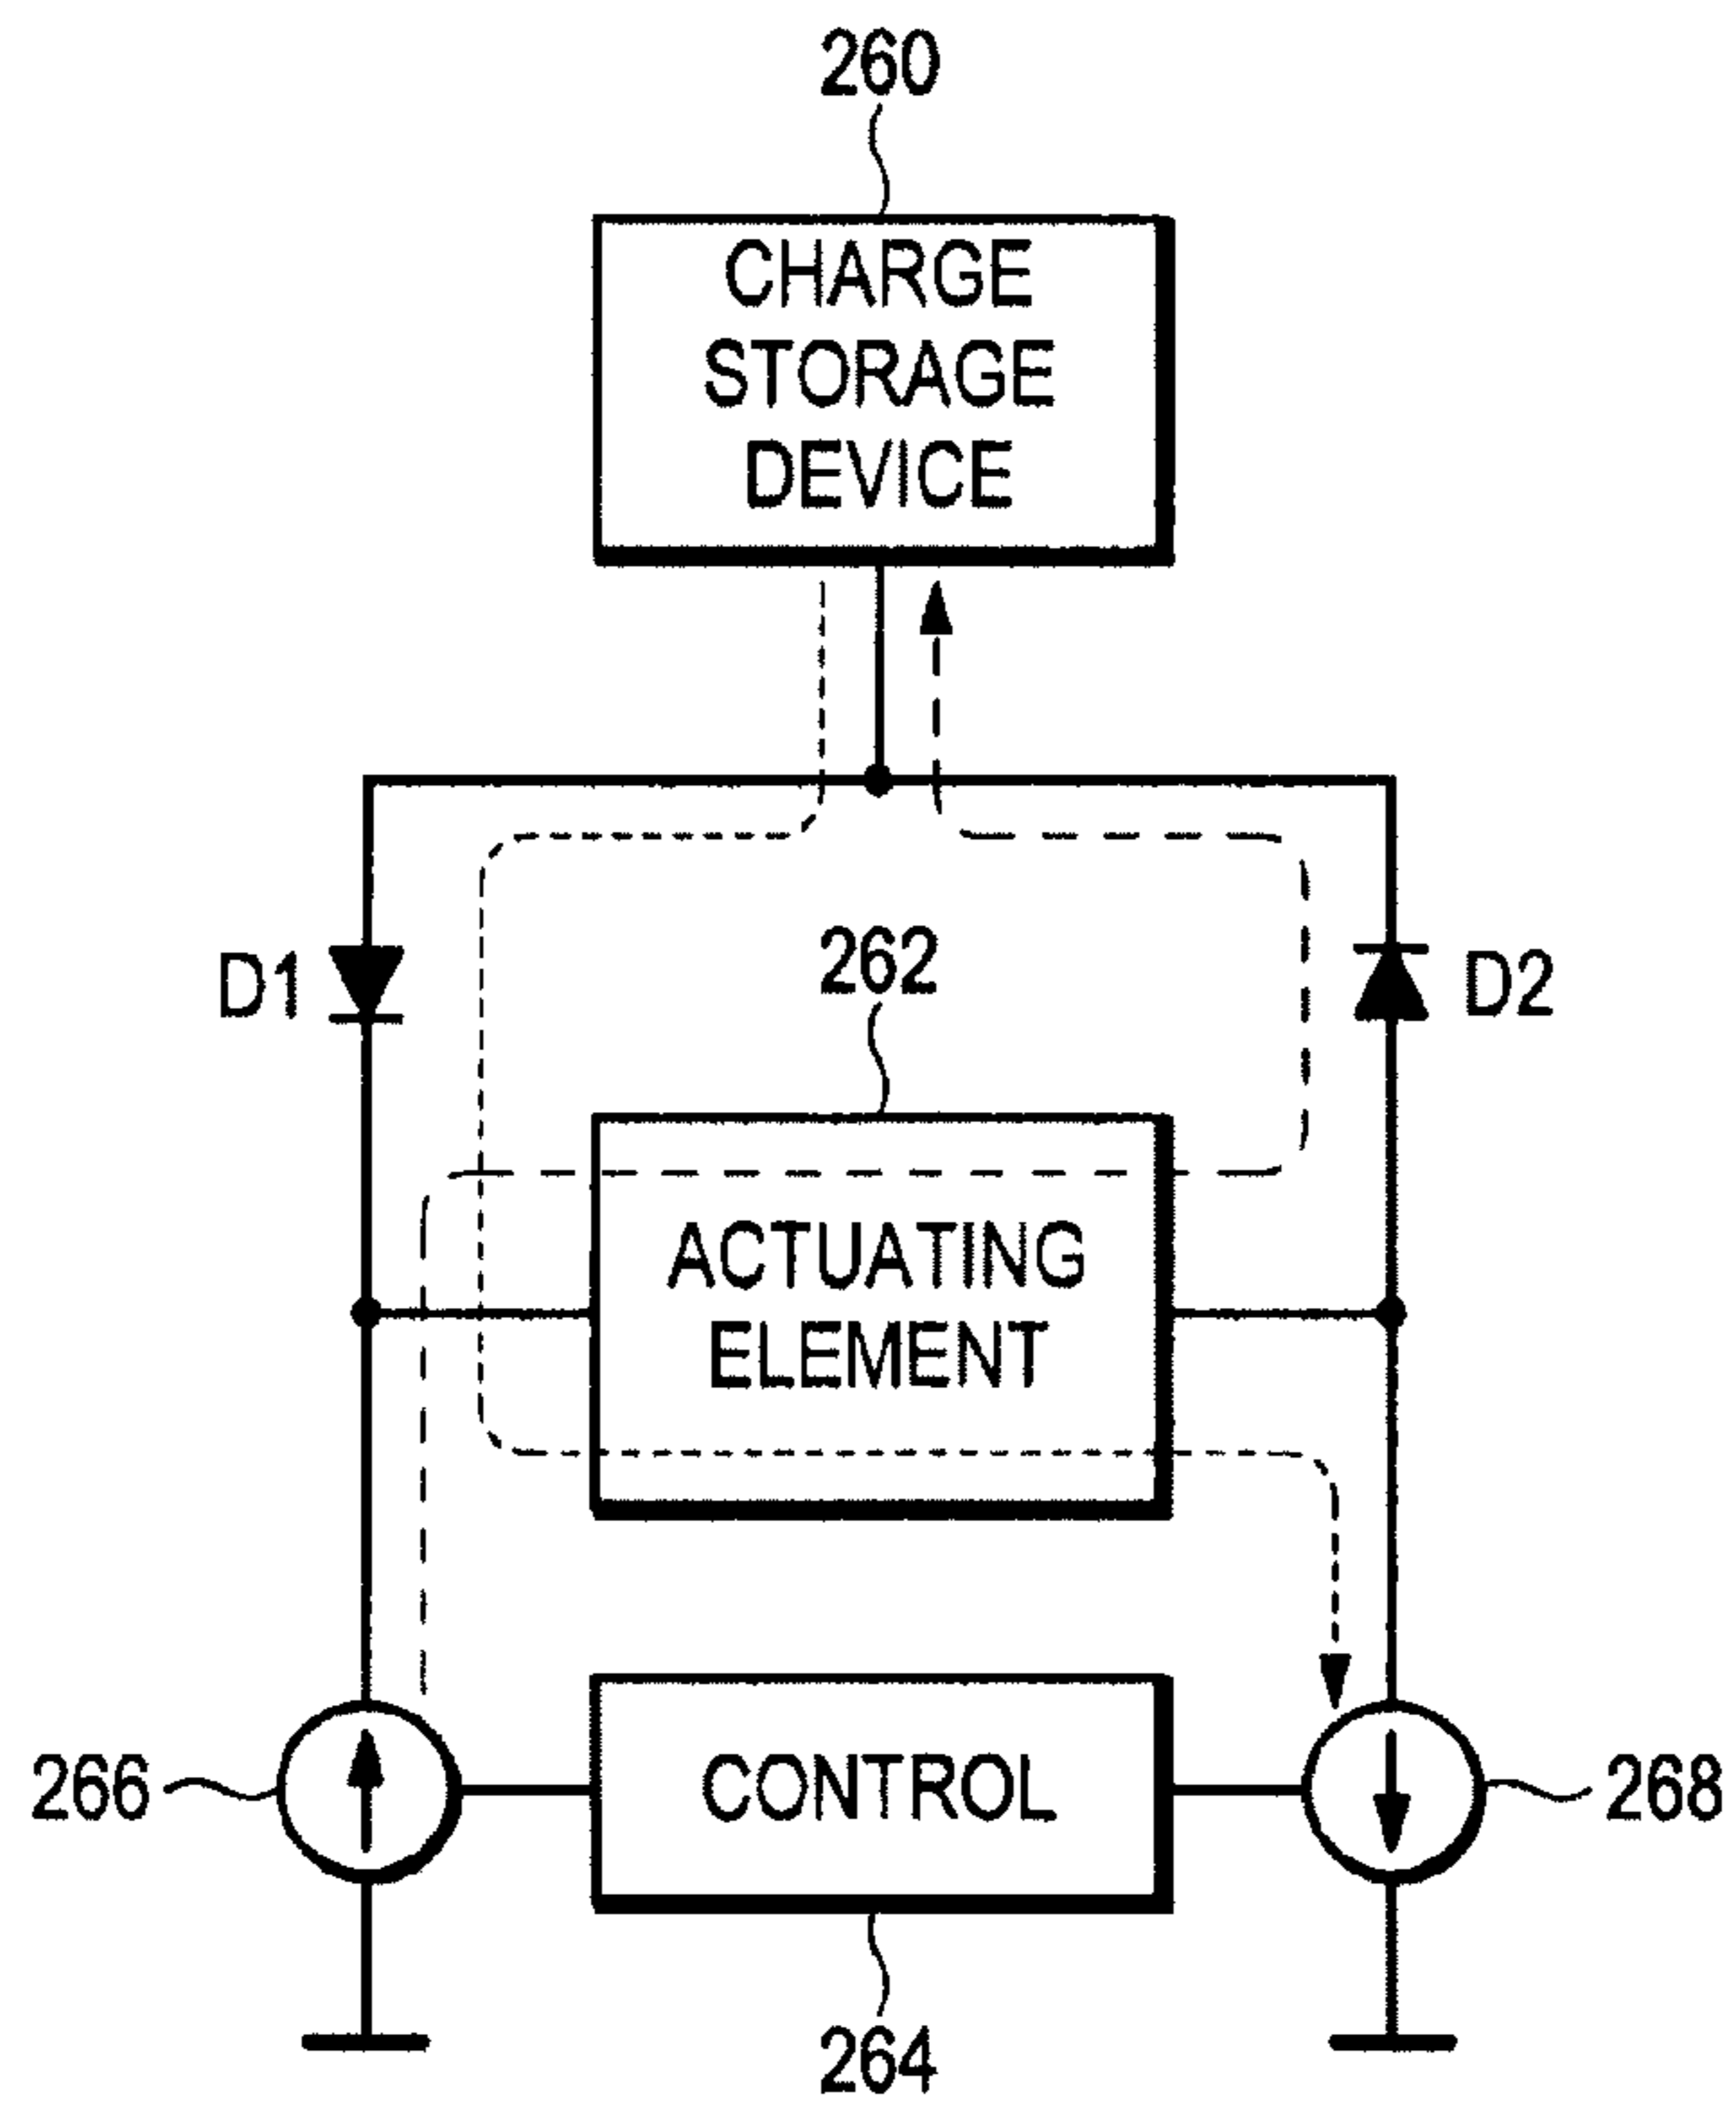 260
CHARGE
STORAGE
DEVICE
262
D1
D2
ACTUATING
ELEMENT
266
CONTROL
268
264